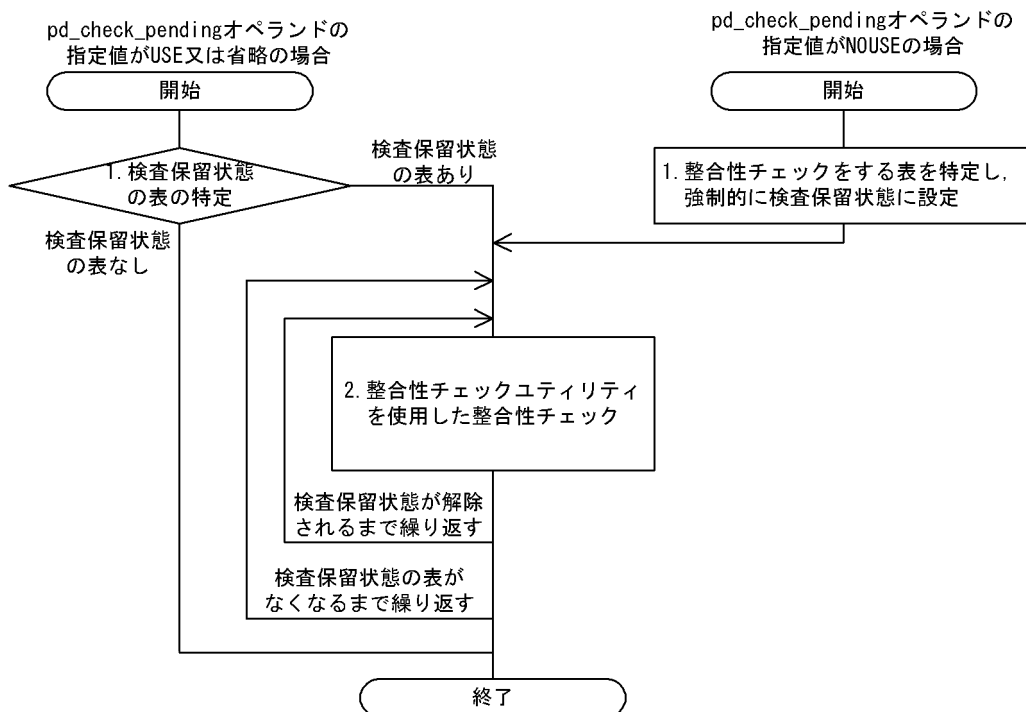 pd_check_pendingオペランドの
指定値がUSE又は省略の場合
開始
1.検査保留状態
の表の特定
検査保留状態
の表あり
検査保留状態
の表なし
pd_check_pendingオペランドの
指定値がNOUSEの場合
開始
1.整合性チェックをする表を特定し,
強制的に検査保留状態に設定
2.整合性チェックユティリティ
を使用した整合性チェック
検査保留状態が解除
されるまで繰り返す
検査保留状態の表が
なくなるまで繰り返す
終了